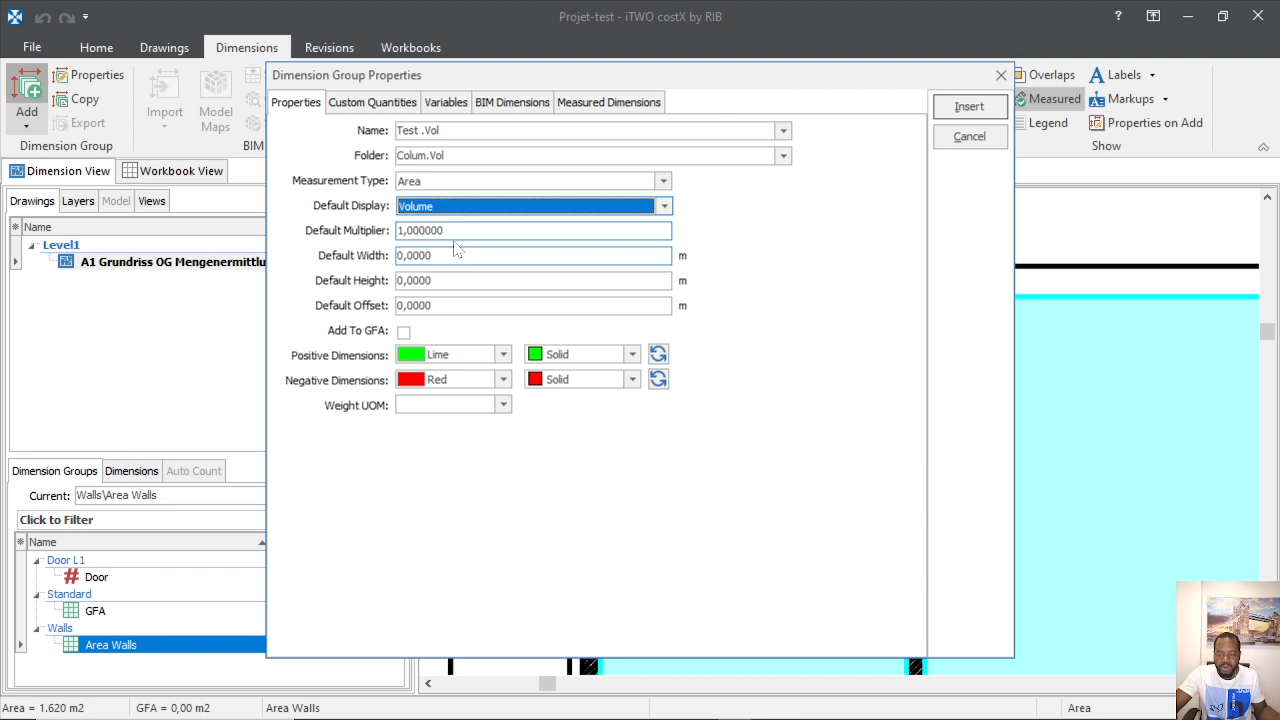 Projet-test - iTWO costX by RIB
?
File
Home
Drawings
Dimensions
Revisions
Workbooks
Add
Properties
Copy
Export
Dimension Group
Import
Model
Maps
BIM
Overlaps
Measured
Legend
Labels
Markups
Properties on Add
Show
Dimension View
Workbook View
Drawings
Layers
Model
Views
Name
Level1
A1 Grundriss OG Mengenermittlu
Dimension Groups
Dimensions
Auto Count
Current:
Walls\Area Walls
Click to Filter
Name
Door L1
# Door
Standard
GFA
Walls
Area Walls
Dimension Group Properties
Properties
Custom Quantities
Variables
BIM Dimensions
Measured Dimensions
Name:
Test .Vol
Folder:
Colum.Vol
Measurement Type:
Area
Default Display:
Volume
Default Multiplier:
1,000000
Default Width:
0,0000
m
Default Height:
0,0000
m
Default Offset:
0,0000
m
Add To GFA:
Positive Dimensions:
Lime
Solid
Negative Dimensions:
Red
Solid
Weight UOM:
Insert
Cancel
Area = 1.620 m2
GFA = 0,00 m2
Area Walls
Area